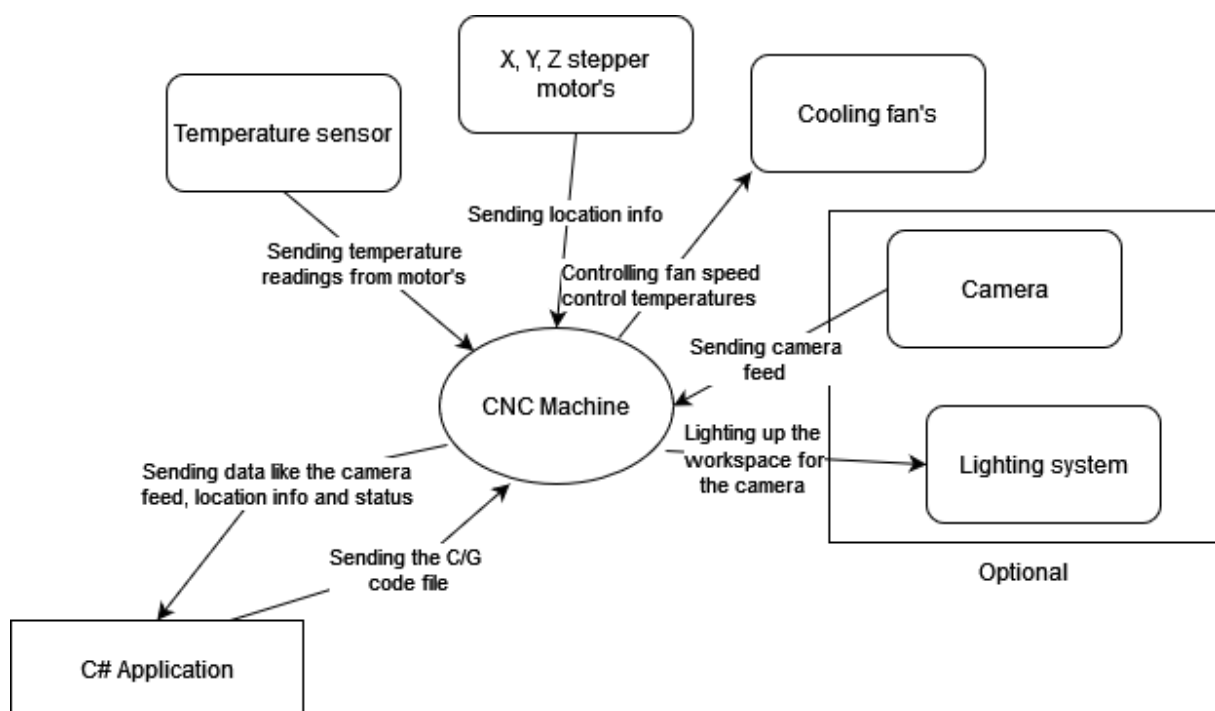 X, Y, Z stepper
motor's
Temperature sensor
Cooling fan's
Sending location info
Sending temperature
readings from motor's
Controlling fan speed
control temperatures
Camera
Sending camera
feed
CNC Machine
Lighting up the
workspace for
the camera
Lighting system
Sending data like the camera
feed, location info and status
Sending the C/G
code file
Optional
C# Application